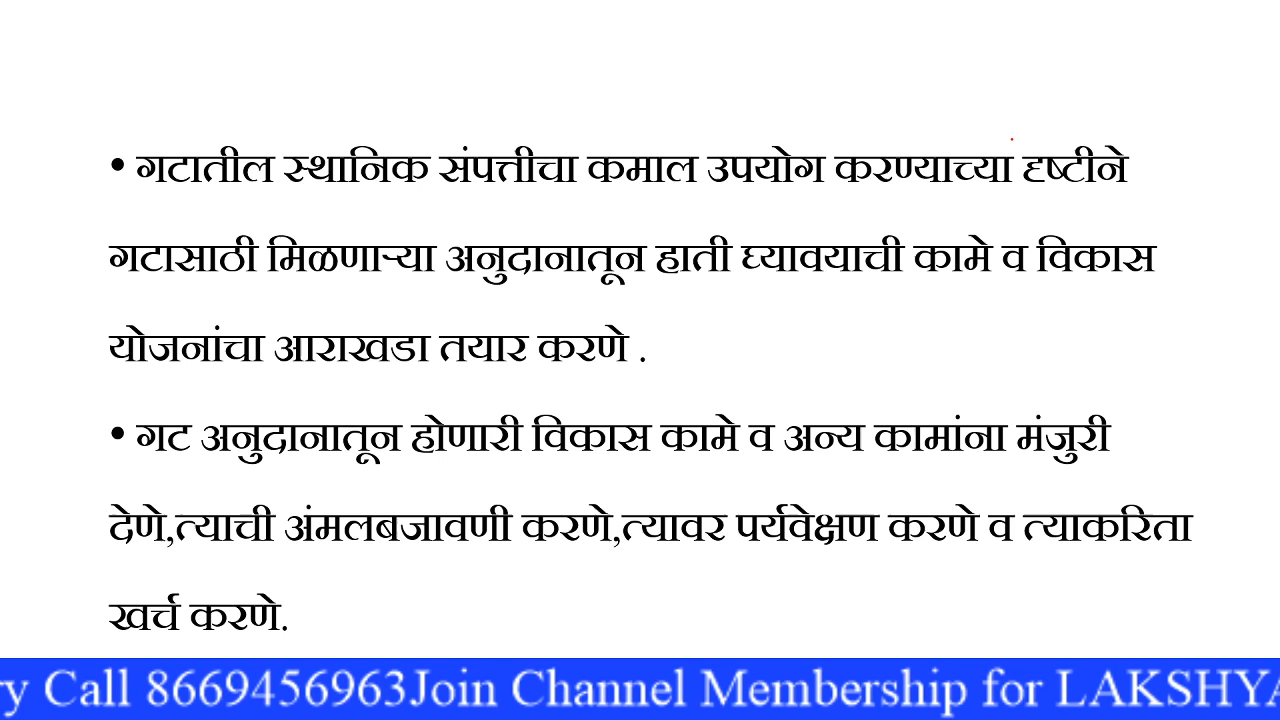 • गटातील स्थानिक संपत्तीचा कमाल उपयोग करण्याच्या दृष्टीने
गटासाठी मिळणाऱ्या अनुदानातून हाती घ्यावयाची कामे व विकास
योजनांचा आराखडा तयार करणे .
• गट अनुदानातून होणारी विकास कामे व अन्य कामांना मंजुरी
देणे,त्याची अंमलबजावणी करणे,त्यावर पर्यवेक्षण करणे व त्याकरिता
खर्च करणे.
ry Call 8669456963Join Channel Membership for LAKSHYA